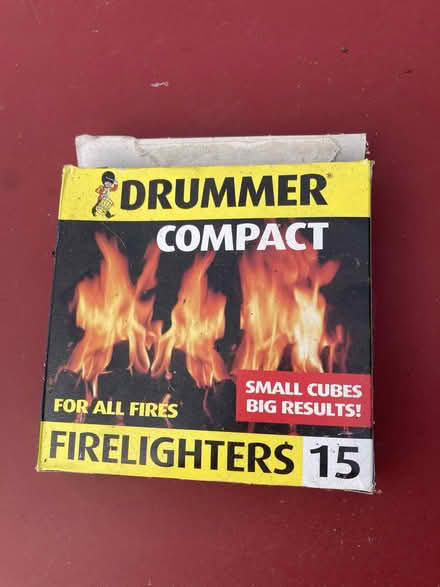 DRUMMER®
COMPACT
FOR ALL FIRES
SMALL CUBES
BIG RESULTS!
FIRELIGHTERS 15